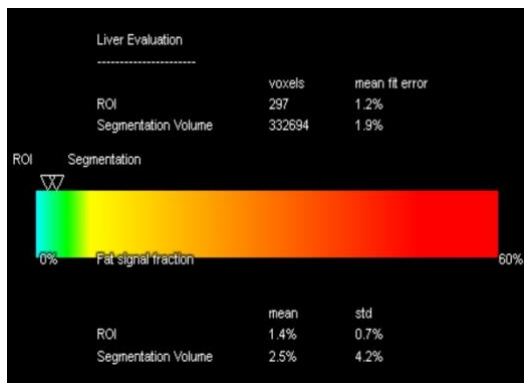 Liver Evaluation
----------------------
voxels mean fit error
ROI 297 1.2%
Segmentation Volume 332694 1.9%
ROI Segmentation
0% Fat signal fraction 60%
mean std
ROI 1.4% 0.7%
Segmentation Volume 2.5% 4.2%